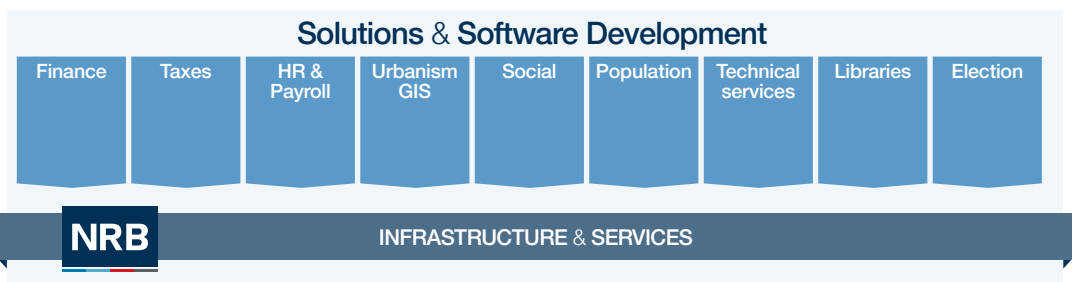 Solutions & Software Development
Finance
Taxes
HR &
Payroll
Urbanism
GIS
Social
Population
Technical
services
Libraries
Election
NRB
INFRASTRUCTURE & SERVICES